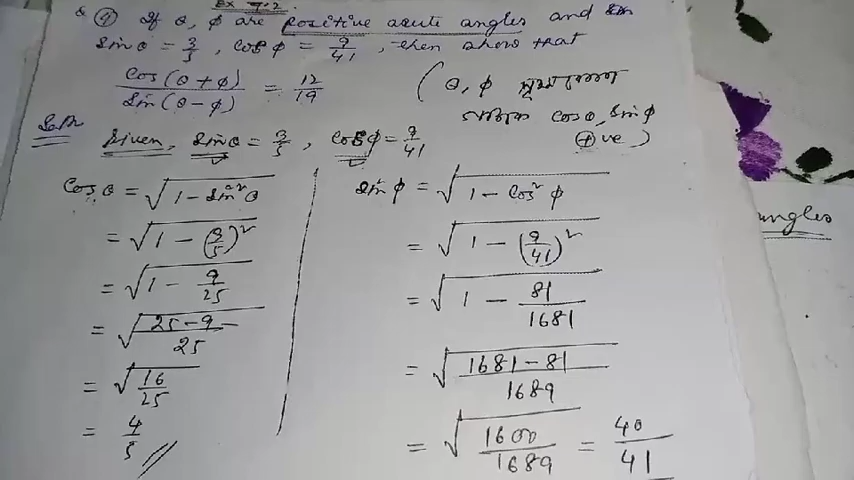 Ex 7.2
Q If θ, φ are positive acute angles and
Sin θ = 3/5, cos φ = 9/41, then show that
Cos(θ + φ) / Sin(θ - φ) = 12/19
( θ, φ
cos θ, sin φ
+ve )
Soln Given, Sin θ = 3/5, cos φ = 9/41
Cos θ = √(1 - Sin² θ)
= √(1 - (3/5)²)
= √(1 - 9/25)
= √((25 - 9)/25)
= √(16/25)
= 4/5 //
Sin φ = √(1 - Cos² φ)
= √(1 - (9/41)²)
= √(1 - 81/1681)
= √((1681 - 81)/1689)
= √(1600/1689) = 40/41
angles